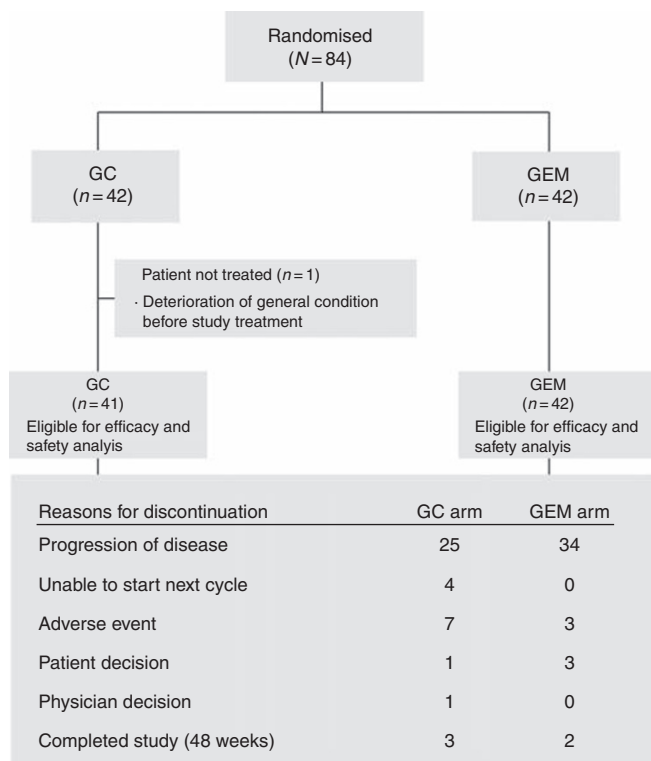 Randomised
(N=84)
GC
(n=42)
GEM
(n=42)
Patient not treated (n=1)
· Deterioration of general condition
before study treatment
GC
(n=41)
Eligible for efficacy and
safety analyis
GEM
(n=42)
Eligible for efficacy and
safety analyis
Reasons for discontinuation GC arm GEM arm
Progression of disease 25 34
Unable to start next cycle 4 0
Adverse event 7 3
Patient decision 1 3
Physician decision 1 0
Completed study (48 weeks) 3 2